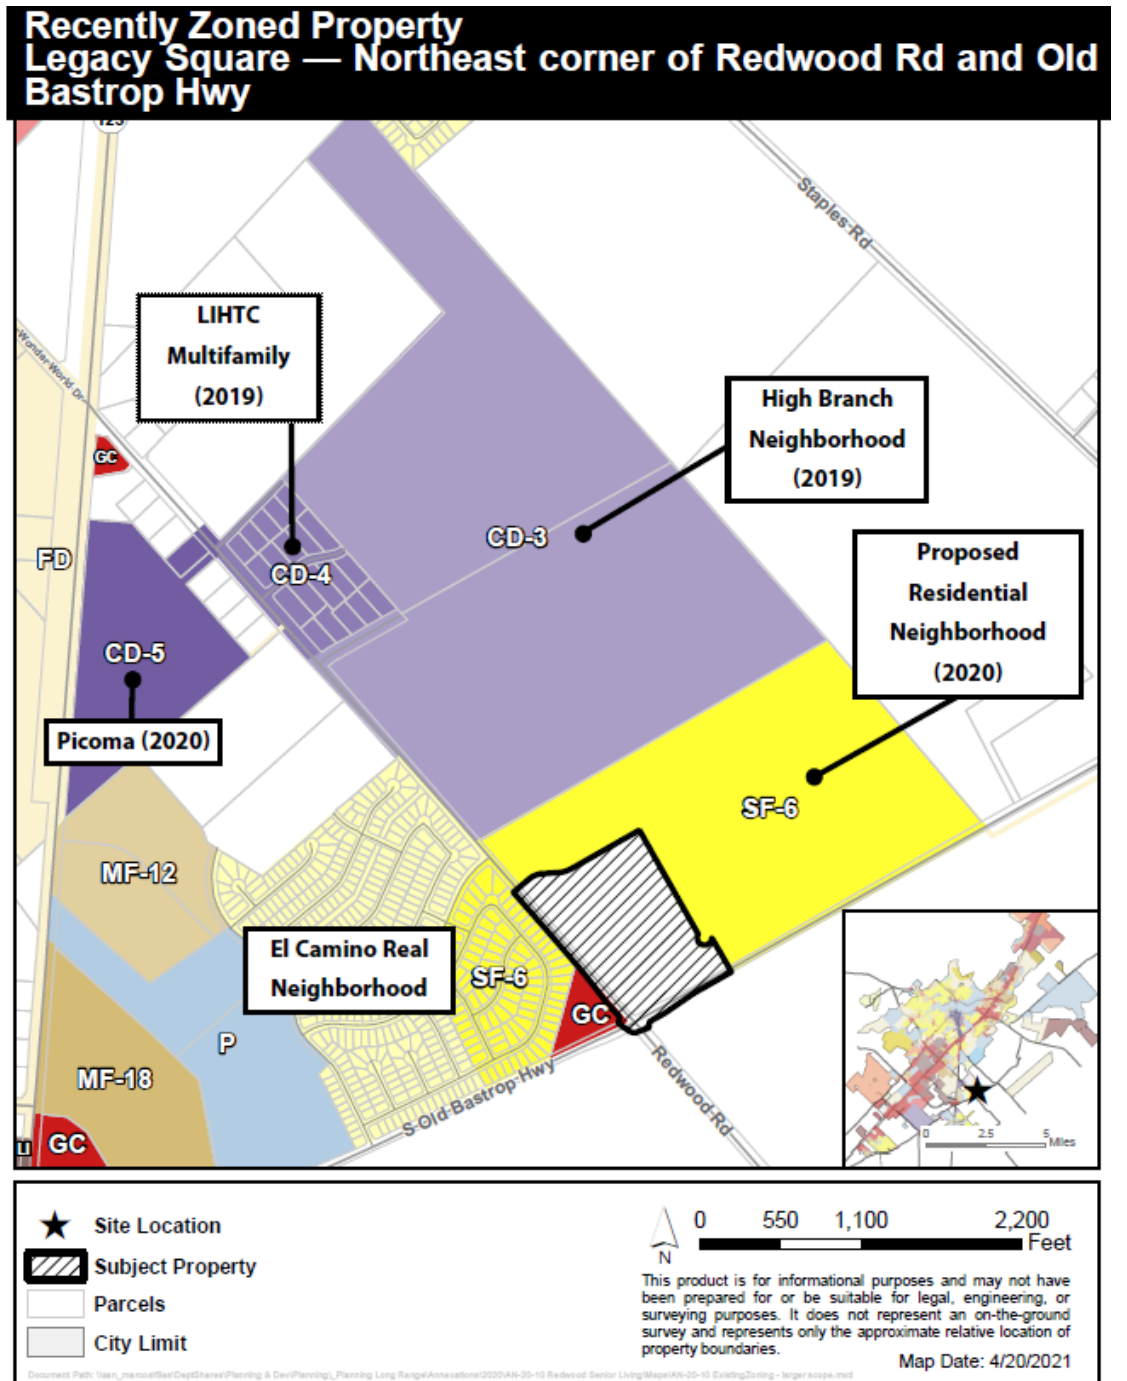 Recently Zoned Property
Legacy Square — Northeast corner of Redwood Rd and Old
Bastrop Hwy
123
Staples Rd
Wonder World Dr
LIHTC
Multifamily
(2019)
High Branch
Neighborhood
(2019)
GC
CD-3
FD
CD-4
Proposed
Residential
Neighborhood
(2020)
CD-5
Picoma (2020)
SF-6
MF-12
El Camino Real
Neighborhood
SF-6
GC
P
MF-18
S Old Bastrop Hwy
Redwood Rd
GC
LI
0 2.5 5
Miles
Site Location
Subject Property
Parcels
City Limit
N
0 550 1,100 2,200
Feet
This product is for informational purposes and may not have
been prepared for or be suitable for legal, engineering, or
surveying purposes. It does not represent an on-the-ground
survey and represents only the approximate relative location of
property boundaries.
Map Date: 4/20/2021